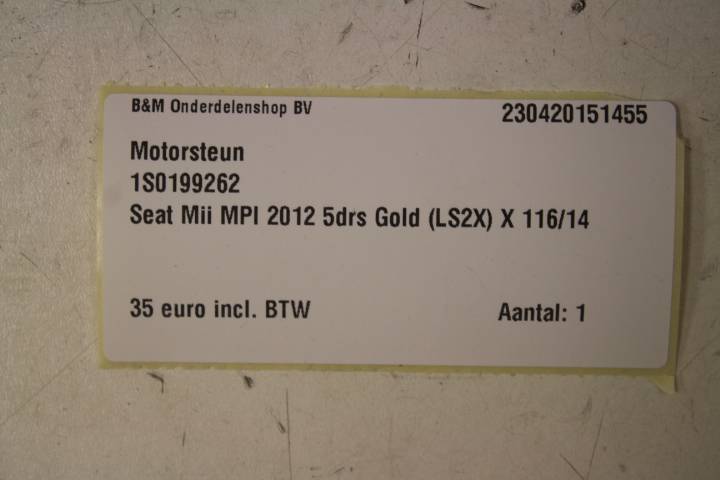 B&M Onderdelenshop BV 230420151455
Motorsteun
1S0199262
Seat Mii MPI 2012 5drs Gold (LS2X) X 116/14
35 euro incl. BTW Aantal: 1